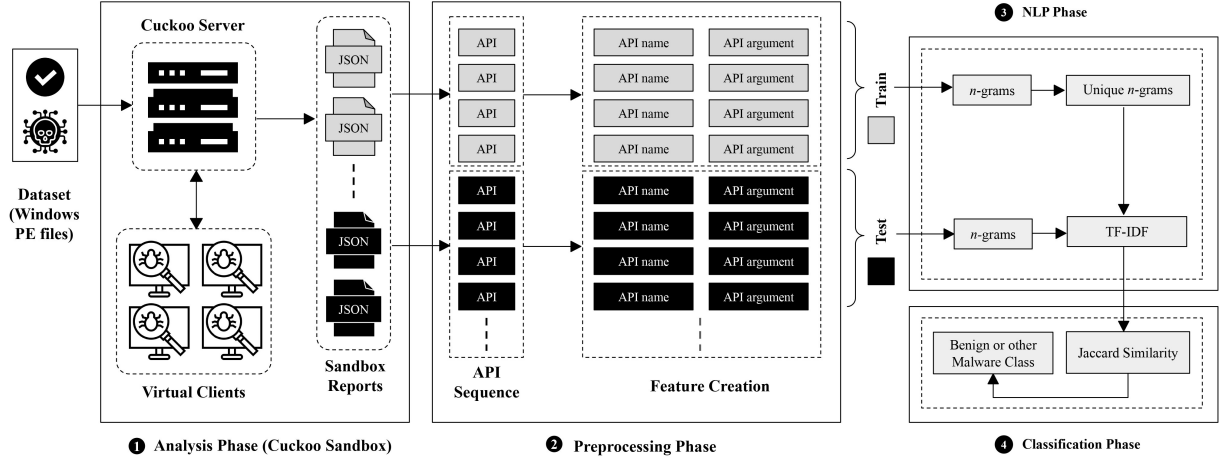 Cuckoo Server
Dataset
(Windows
PE files)
Virtual Clients
JSON
JSON
JSON
JSON
Sandbox
Reports
1 Analysis Phase (Cuckoo Sandbox)
API
API
API
API
API
API
API
API
API
Sequence
API name API argument
API name API argument
API name API argument
API name API argument
API name API argument
API name API argument
API name API argument
API name API argument
Feature Creation
2 Preprocessing Phase
Train
Test
3 NLP Phase
n-grams
Unique n-grams
n-grams
TF-IDF
Benign or other
Malware Class
Jaccard Similarity
4 Classification Phase